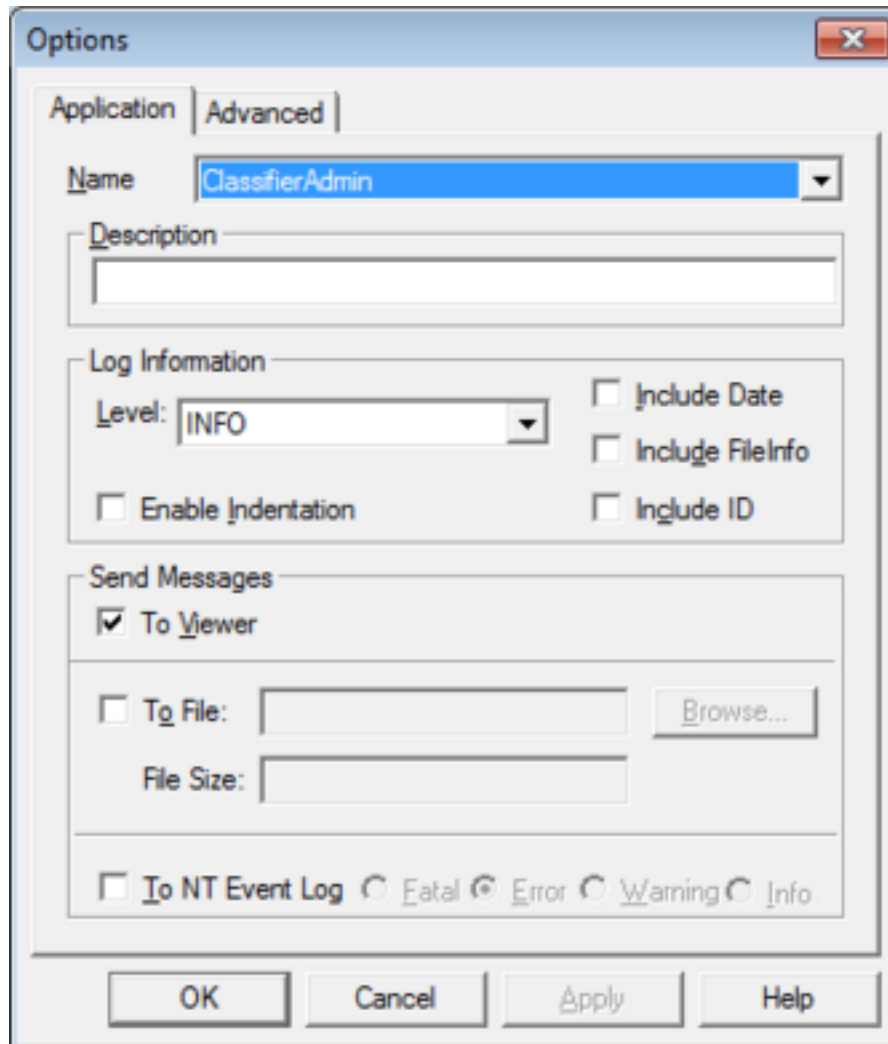 Options
Application Advanced
Name ClassifierAdmin
Description
Log Information
Level: INFO
Include Date
Include FileInfo
Enable Indentation Include ID
Send Messages
To Viewer
To File: Browse...
File Size:
To NT Event Log Fatal Error Warning Info
OK Cancel Apply Help